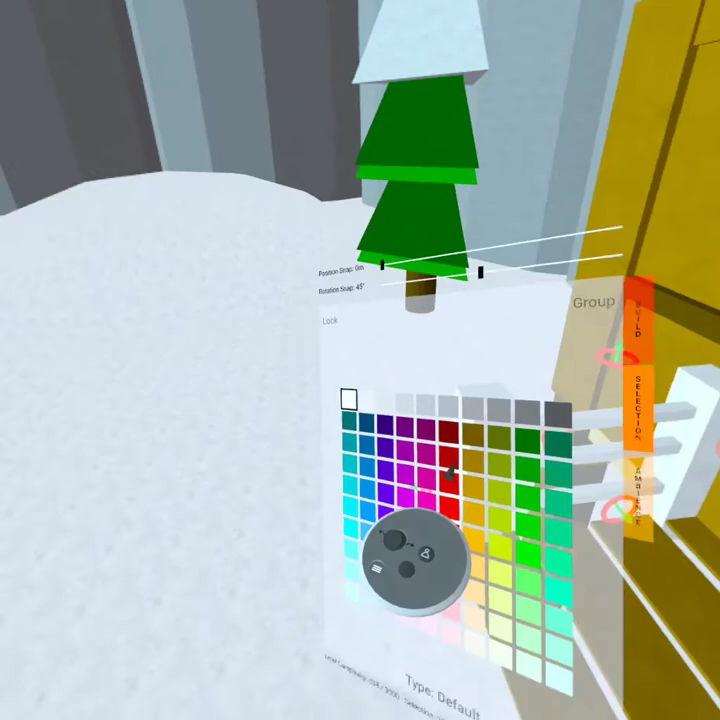 Position Snap: 0m
Rotation Snap: 45°
Lock
Group
BUILD
SELECTION
AMBIENCE
Type: Default